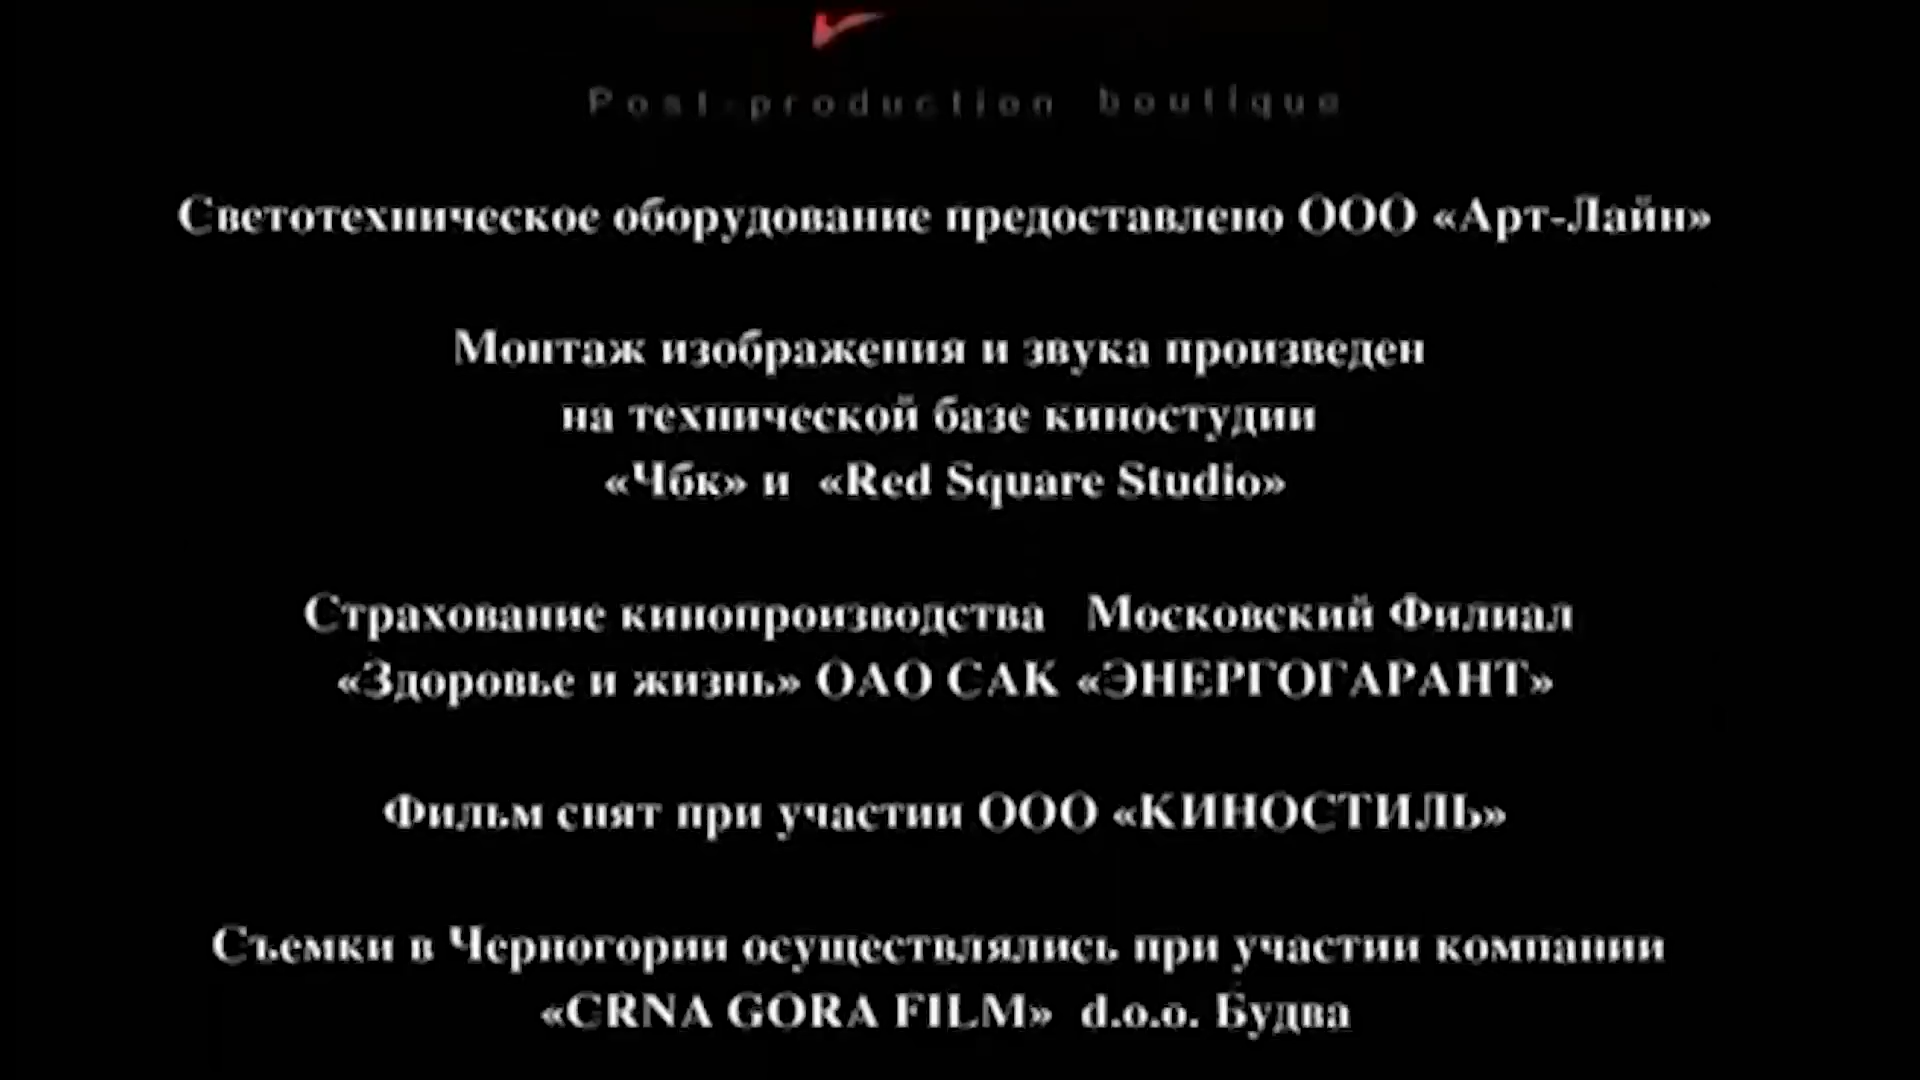 Post-production boutique
Светотехническое оборудование предоставлено ООО «Арт-Лайн»
Монтаж изображения и звука произведен
на технической базе киностудии
«Чбк» и «Red Square Studio»
Страхование кинопроизводства Московский Филиал
«Здоровье и жизнь» ОАО САК «ЭНЕРГОГАРАНТ»
Фильм снят при участии ООО «КИНОСТИЛЬ»
Съемки в Черногории осуществлялись при участии компании
«CRNA GORA FILM» d.o.o. Будва